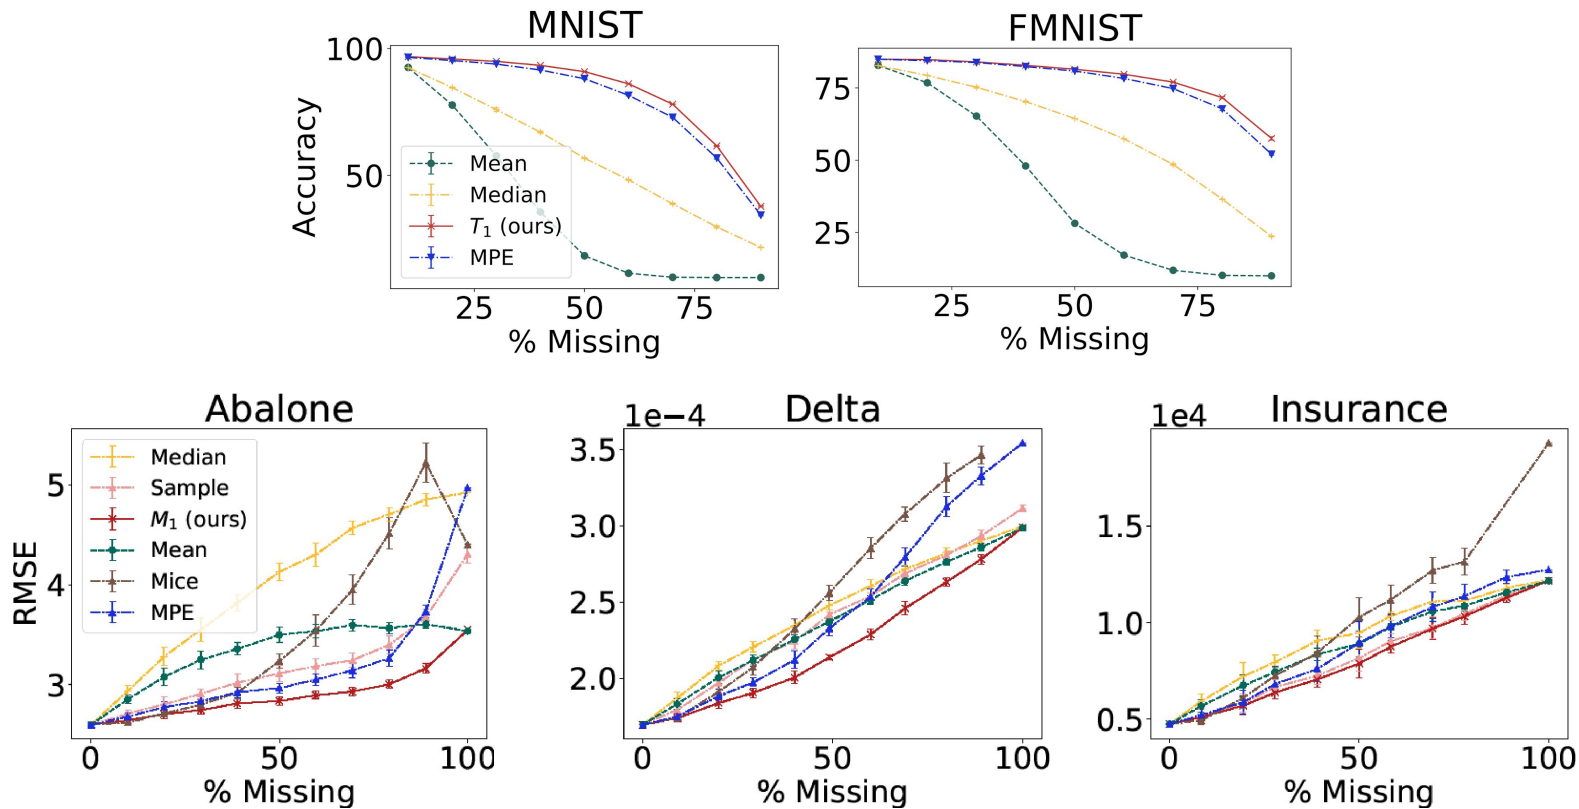 MNIST
FMNIST
100
50
75
50
25
Accuracy
Mean
Median
T₁ (ours)
MPE
25 50 75
25 50 75
% Missing
% Missing
Abalone
1e−4
Delta
1e4
Insurance
5
4
3
3.5
3.0
2.5
2.0
1.5
1.0
0.5
RMSE
Median
Sample
M₁ (ours)
Mean
Mice
MPE
0 50 100
0 50 100
0 50 100
% Missing
% Missing
% Missing